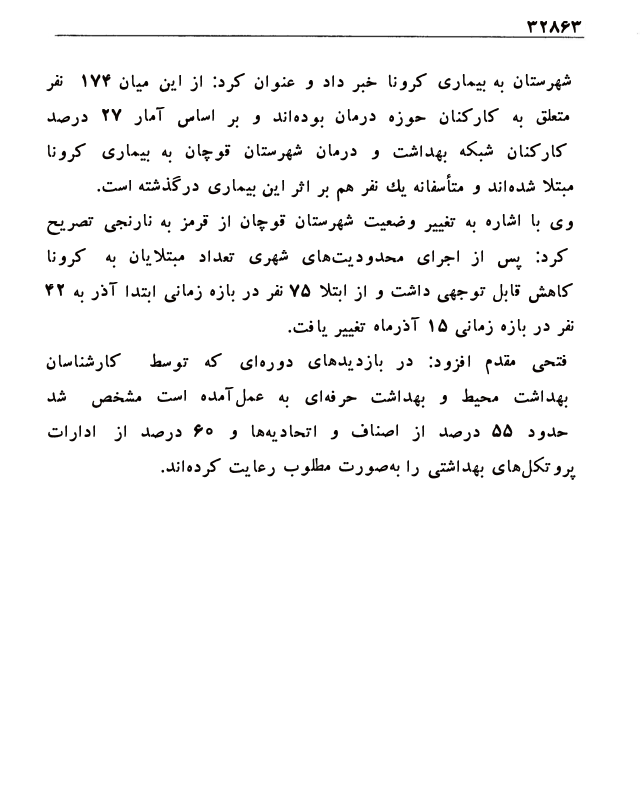 ۳۲۸۶۳
شهرستان به بیماری کرونا خبر داد و عنوان کرد: از این میان ۱۷۴ نفر
متعلق به کارکنان حوزه درمان بوده‌اند و بر اساس آمار ۲۷ درصد
کارکنان شبکه بهداشت و درمان شهرستان قوچان به بیماری کرونا
مبتلا شده‌اند و متأسفانه یك نفر هم بر اثر این بیماری درگذشته است.
وی با اشاره به تغییر وضعیت شهرستان قوچان از قرمز به نارنجی تصریح
کرد: پس از اجرای محدودیت‌های شهری تعداد مبتلایان به کرونا
کاهش قابل توجهی داشت و از ابتلا ۷۵ نفر در بازه زمانی ابتدا آذر به ۴۲
نفر در بازه زمانی ۱۵ آذرماه تغییر یافت.
فتحی مقدم افزود: در بازدیدهای دوره‌ای که توسط کارشناسان
بهداشت محیط و بهداشت حرفه‌ای به عمل‌آمده است مشخص شد
حدود ۵۵ درصد از اصناف و اتحادیه‌ها و ۶۰ درصد از ادارات
پروتکل‌های بهداشتی را به‌صورت مطلوب رعایت کرده‌اند.